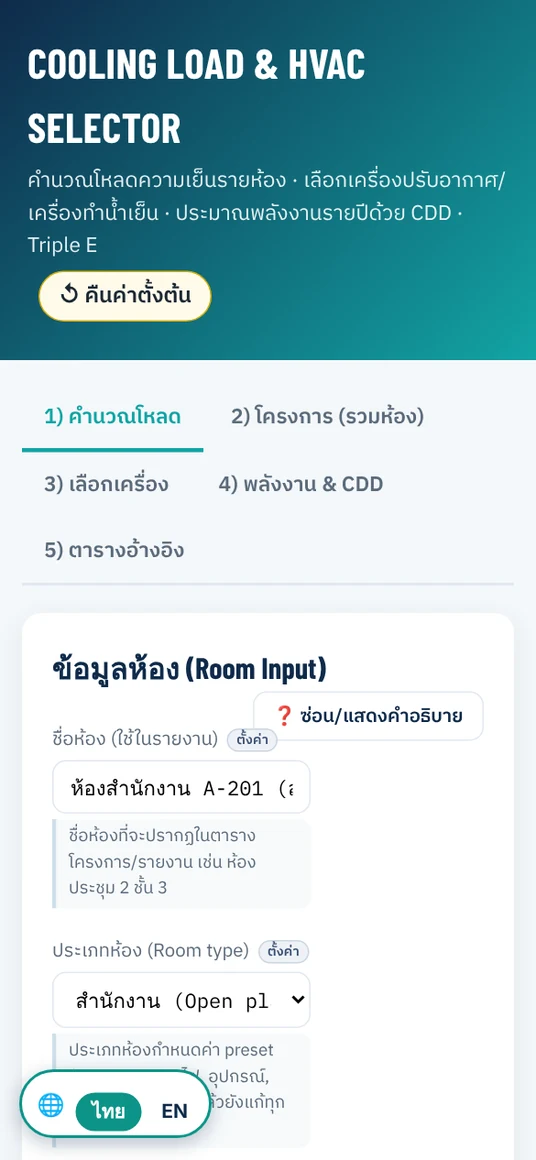 COOLING LOAD & HVAC
SELECTOR
คำนวณโหลดความเย็นรายห้อง · เลือกเครื่องปรับอากาศ/
เครื่องทำน้ำเย็น · ประมาณพลังงานรายปีด้วย CDD ·
Triple E
คืนค่าตั้งต้น
1) คำนวณโหลด
2) โครงการ (รวมห้อง)
3) เลือกเครื่อง
4) พลังงาน & CDD
5) ตารางอ้างอิง
ข้อมูลห้อง (Room Input)
❓ ซ่อน/แสดงคำอธิบาย
ชื่อห้อง (ใช้ในรายงาน) ตั้งค่า
ห้องสำนักงาน A-201 (
ชื่อห้องที่จะปรากฏในตาราง
โครงการ/รายงาน เช่น ห้อง
ประชุม 2 ชั้น 3
ประเภทห้อง (Room type) ตั้งค่า
สำนักงาน (Open pl
ประเภทห้องกำหนดค่า preset
อุปกรณ์,
ไทย EN